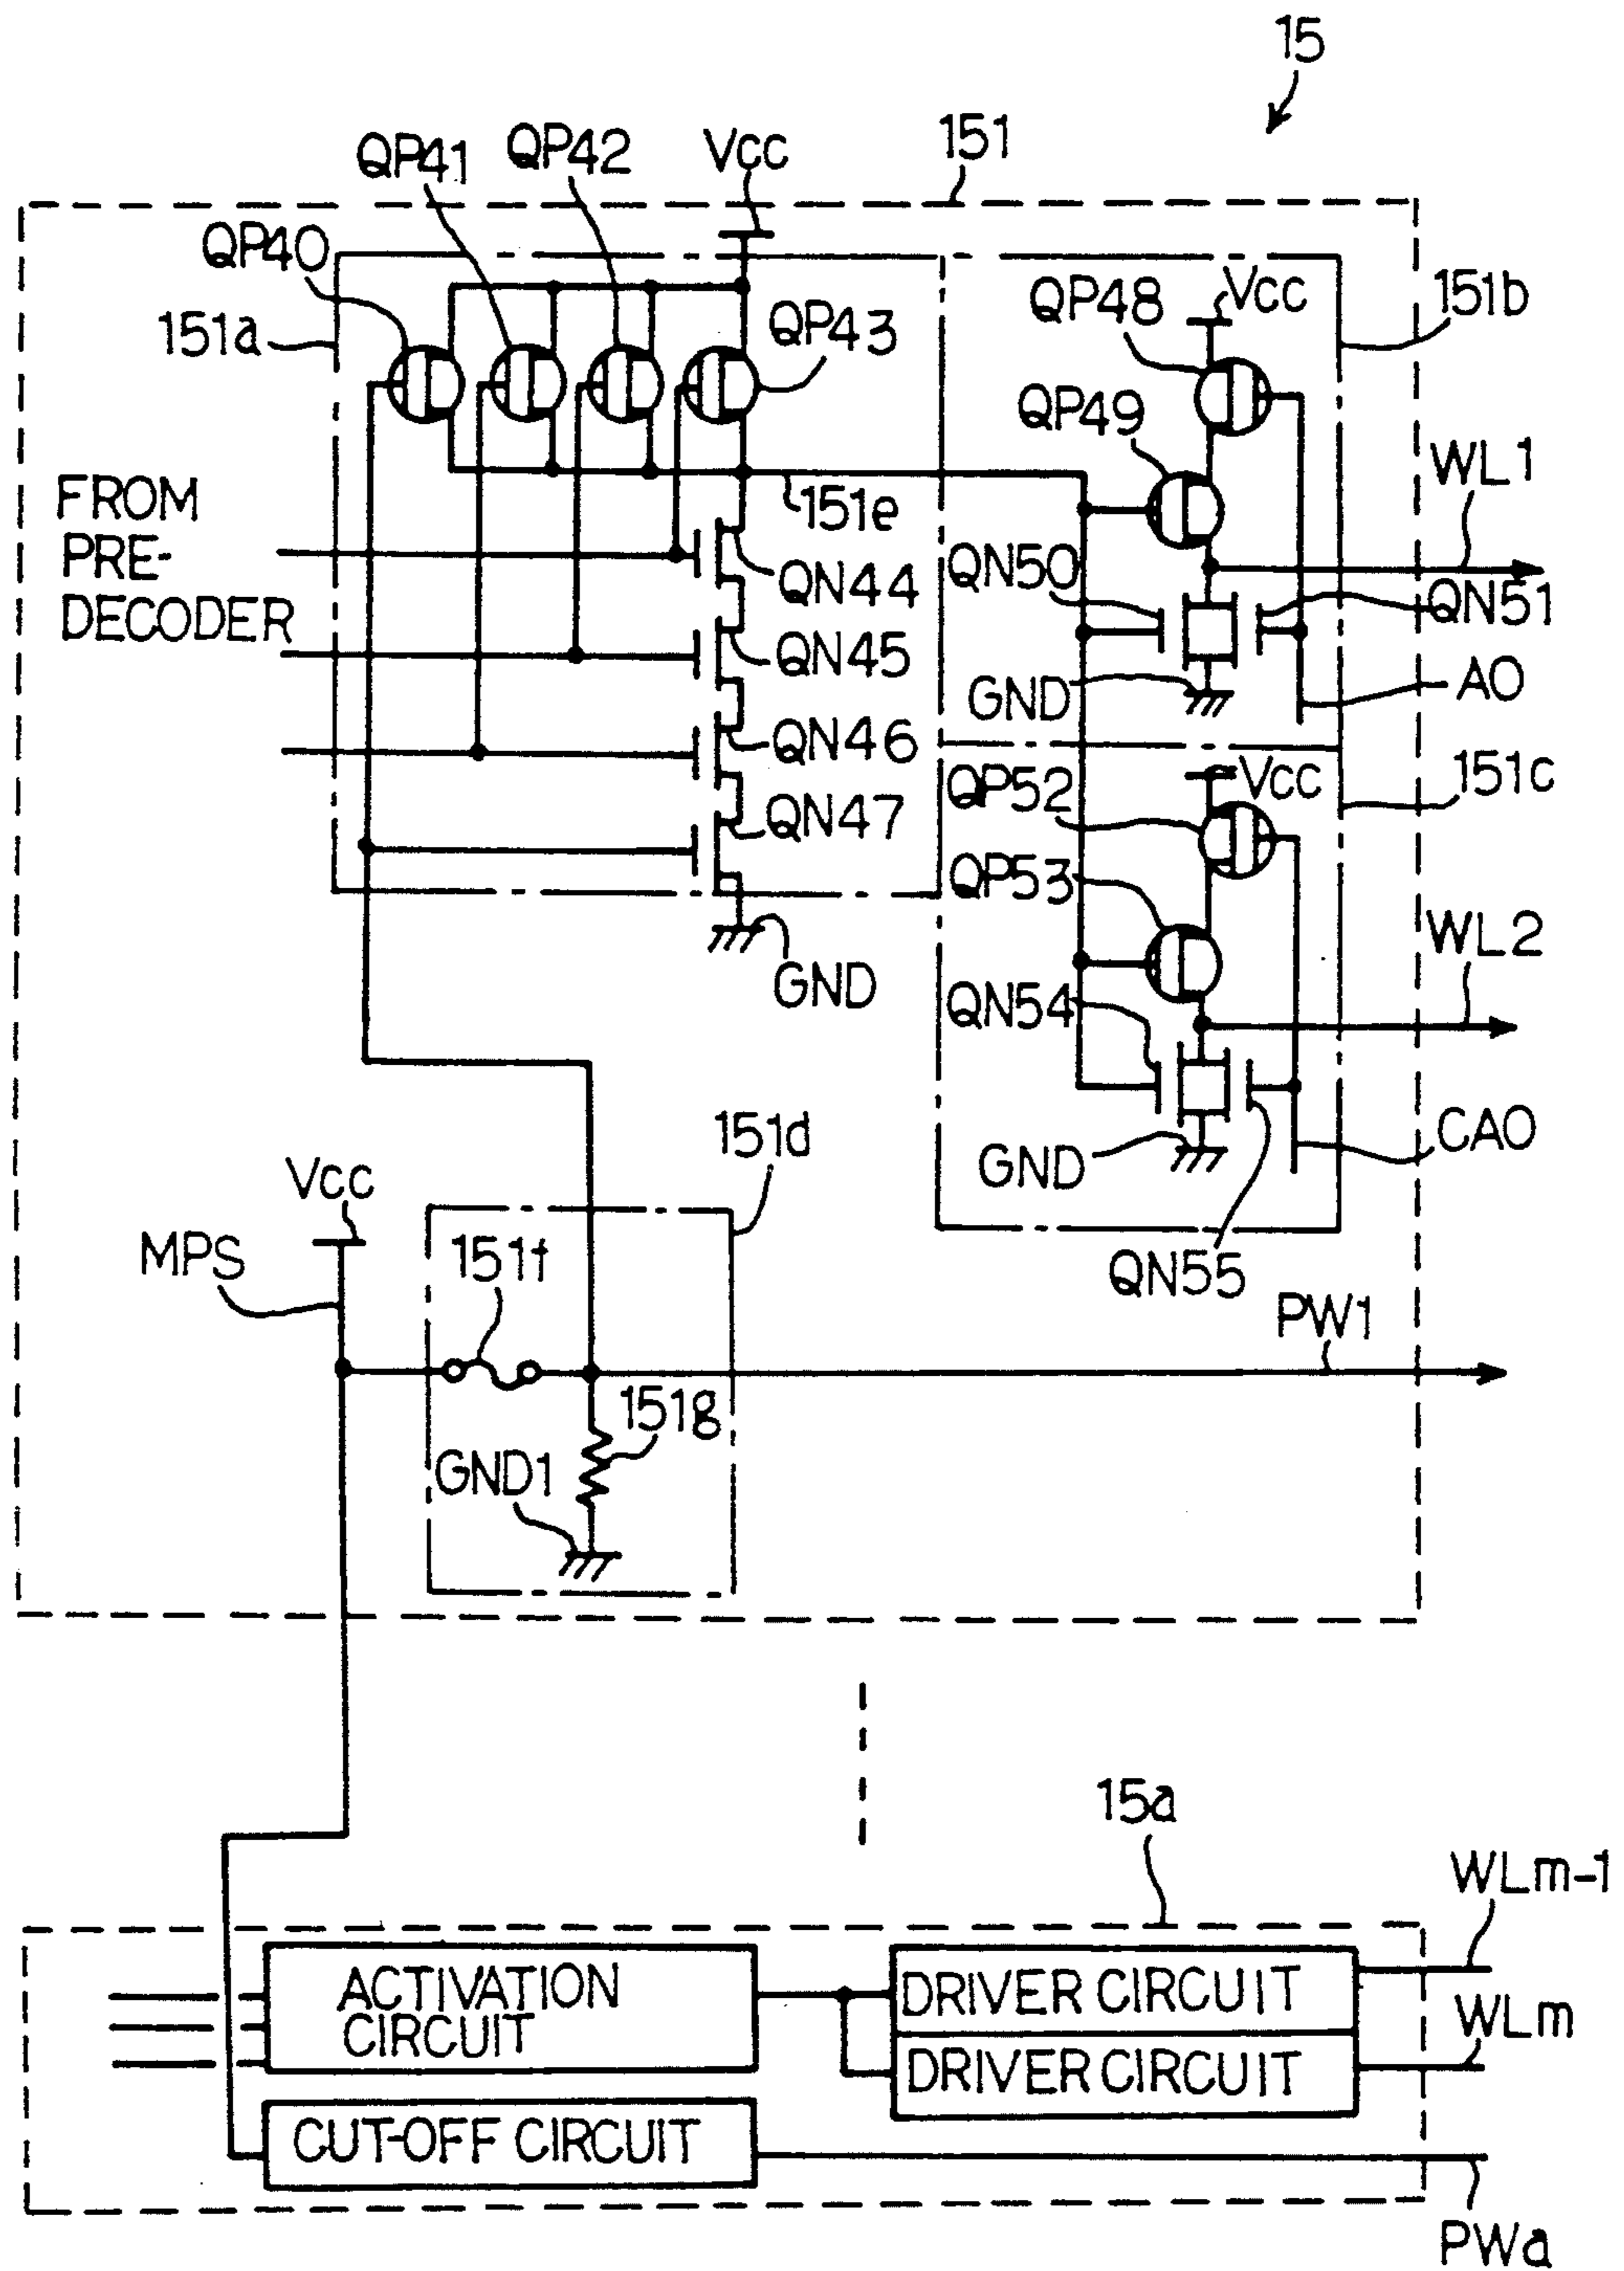 15
151
Vcc
QP42
QP41
QP40
151a
QP43
QP48
Vcc
151b
QP49
WL1
FROM
PRE-
DECODER
151e
QN44
QN50
QN51
QN45
GND
A0
QN46
QP52
Vcc
151c
QN47
QP53
WL2
GND
QN54
151d
CA0
GND
Vcc
MPS
151f
QN55
PW1
151g
GND1
15a
WLm-1
ACTIVATION
CIRCUIT
DRIVER CIRCUIT
WLm
DRIVER CIRCUIT
CUT-OFF CIRCUIT
PWa